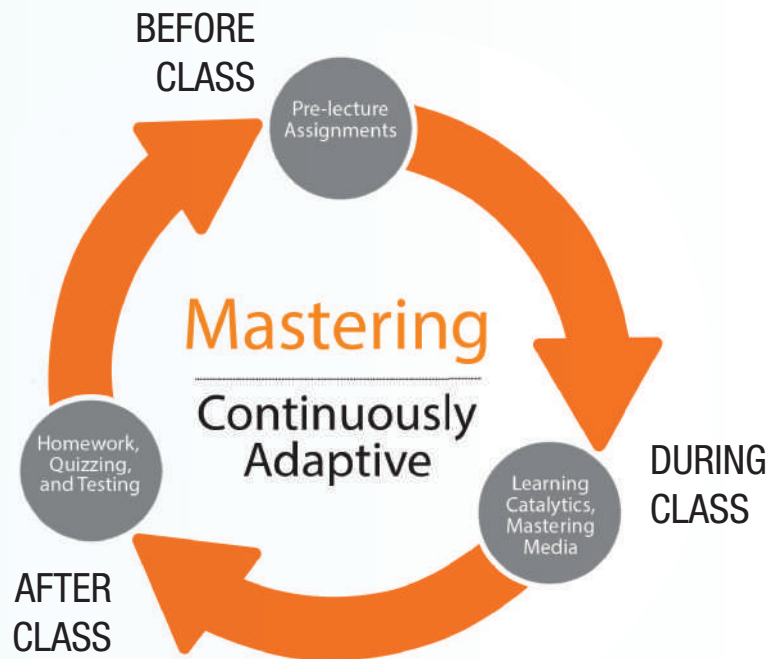 BEFORE
CLASS
Pre-lecture
Assignments
Mastering
Continuously
Adaptive
DURING
CLASS
Learning
Catalytics,
Mastering
Media
Homework,
Quizzing,
and Testing
AFTER
CLASS